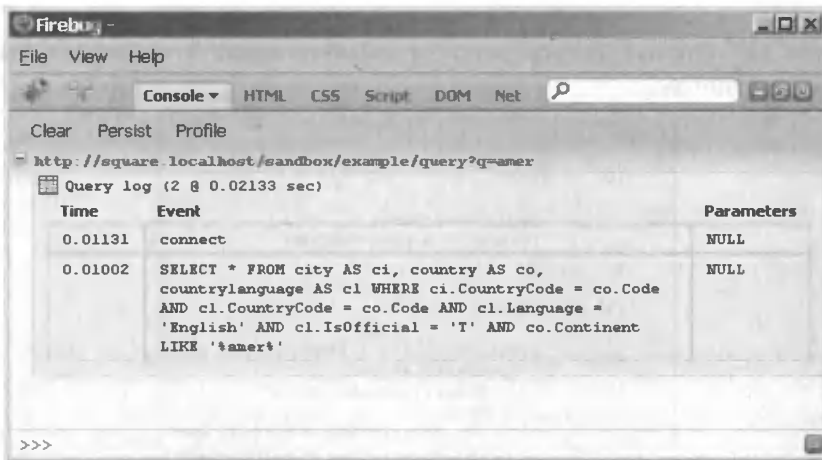 Firebug -
File View Help
Console HTML CSS Script DOM Net
Clear Persist Profile
http://square.localhost/sandbox/example/query?q=amer
Query log (2 @ 0.02133 sec)
Time Event Parameters
0.01131 connect NULL
0.01002 SELECT * FROM city AS ci, country AS co, NULL
countrylanguage AS cl WHERE ci.CountryCode = co.Code
AND cl.CountryCode = co.Code AND cl.Language =
'English' AND cl.IsOfficial = 'T' AND co.Continent
LIKE '%amer%'
>>>